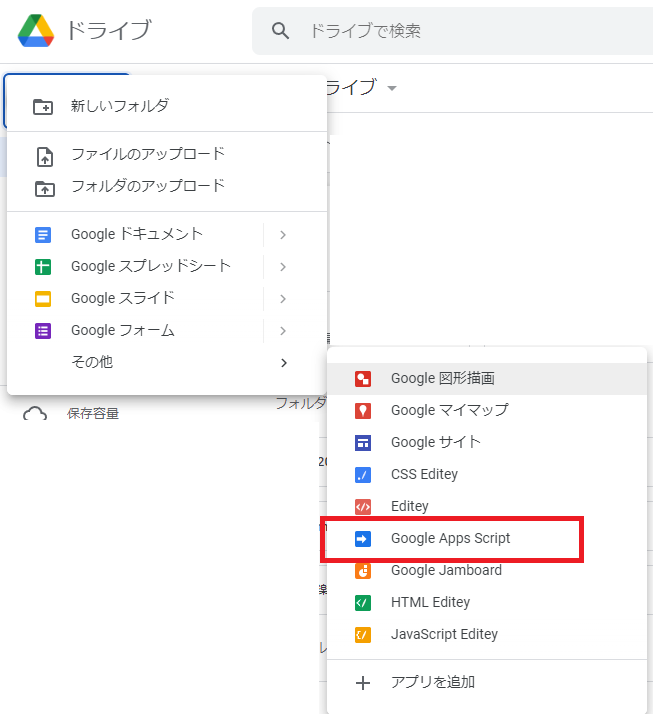 ドライブ
ドライブで検索
ライブ
新しいフォルダ
ファイルのアップロード
フォルダのアップロード
Google ドキュメント
Google スプレッドシート
Google スライド
Google フォーム
その他
保存容量
フォルダ
Google 図形描画
Google マイマップ
Google サイト
CSS Editey
Editey
Google Apps Script
Google Jamboard
HTML Editey
JavaScript Editey
アプリを追加